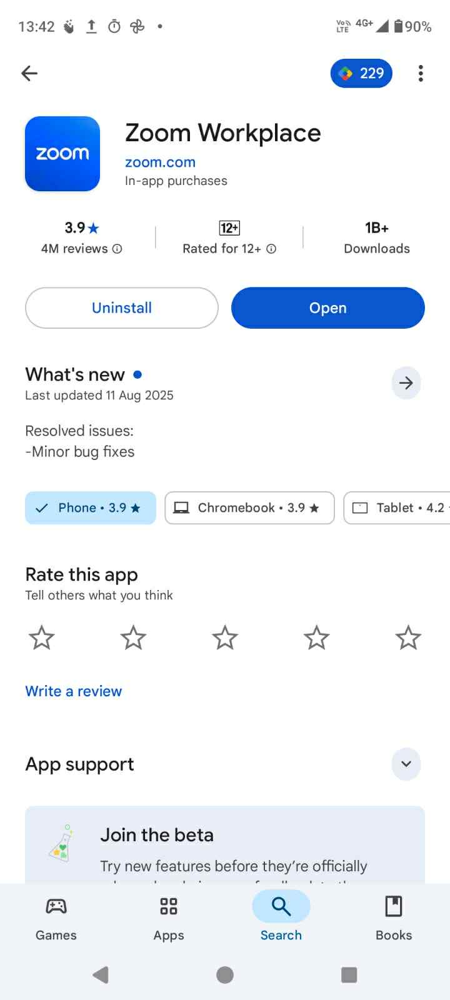 13:42
Vo LTE 4G+ 90%
229
zoom
Zoom Workplace
zoom.com
In-app purchases
3.9★
4M reviews
12+
Rated for 12+
1B+
Downloads
Uninstall
Open
What's new
Last updated 11 Aug 2025
Resolved issues:
-Minor bug fixes
Phone • 3.9 ★
Chromebook • 3.9 ★
Tablet • 4.2
Rate this app
Tell others what you think
Write a review
App support
Join the beta
Try new features before they're officially
Games
Apps
Search
Books